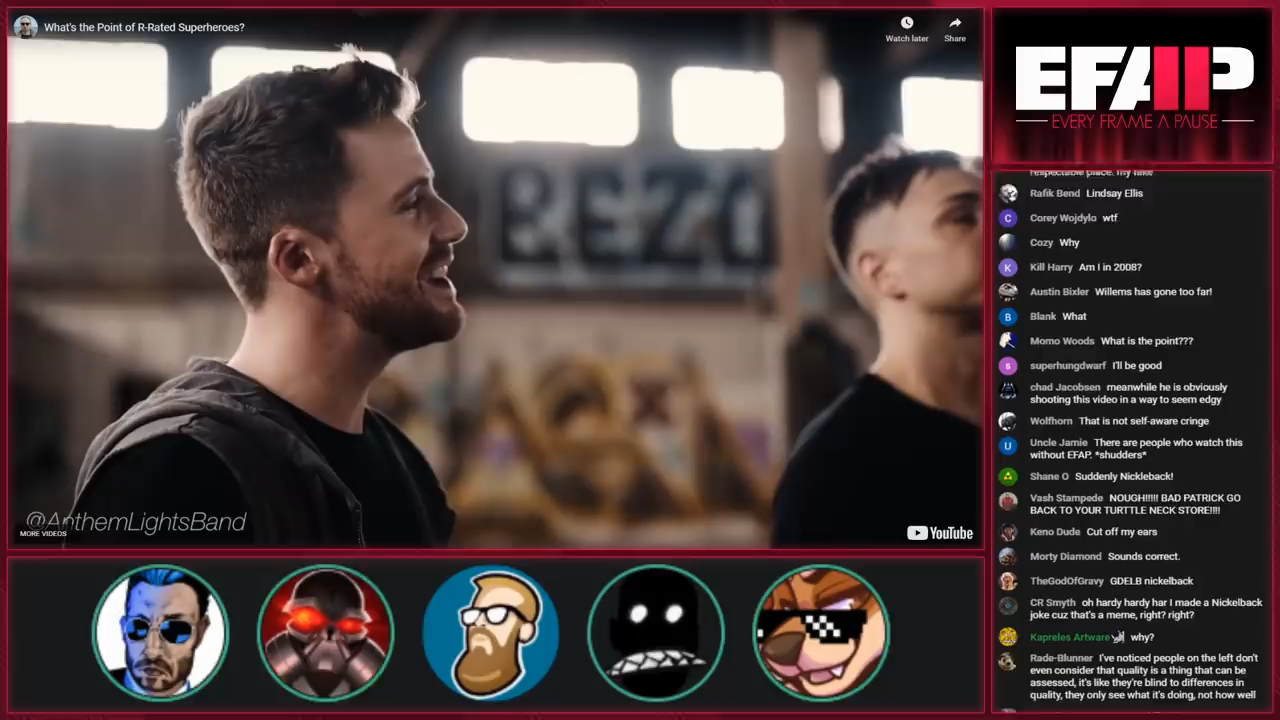 What's the Point of R-Rated Superheroes?
Watch later
Share
@AnthemLightsBand
MORE VIDEOS
YouTube
EFAP
EVERY FRAME A PAUSE
respectable place. my fake
Rafik Bend Lindsay Ellis
Corey Wojdyla wtf
Cozy Why
Kill Harry Am I in 2008?
Austin Bixler Willems has gone too far!
Blank What
Momo Woods What is the point???
superhungdwarf I'll be good
chad Jacobsen meanwhile he is obviously
shooting this video in a way to seem edgy
Wolfhorn That is not self-aware cringe
Uncle Jamie There are people who watch this
without EFAP. *shudders*
Shane O Suddenly Nickleback!
Vash Stampede NOUGH!!!!! BAD PATRICK GO
BACK TO YOUR TURTTLE NECK STORE!!!!
Keno Dude Cut off my ears
Morty Diamond Sounds correct.
TheGodOfGravy GDELB nickelback
CR Smyth oh hardy hardy har I made a Nickelback
joke cuz that's a meme, right? right?
Kapreles Artware why?
Rade-Blunner I've noticed people on the left don't
even consider that quality is a thing that can be
assessed, it's like they're blind to differences in
quality, they only see what it's doing, not how well